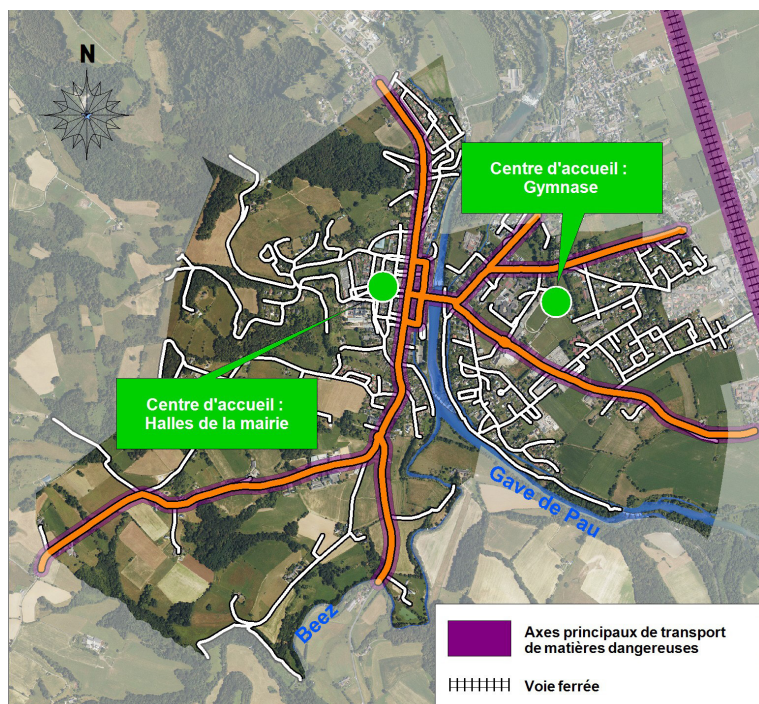 N
Centre d'accueil :
Gymnase
Centre d'accueil :
Halles de la mairie
Gave de Pau
Beez
Axes principaux de transport
de matières dangereuses
Voie ferrée